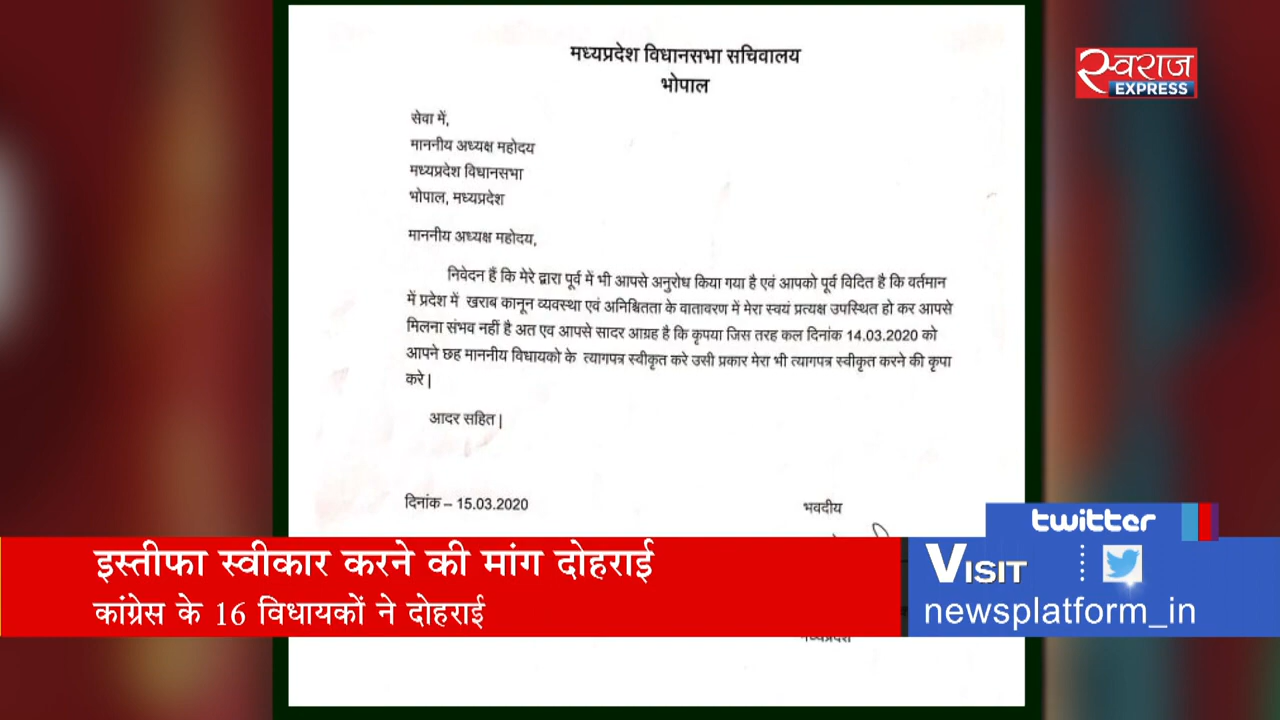 मध्यप्रदेश विधानसभा सचिवालय
भोपाल
स्वराज
EXPRESS
सेवा में,
माननीय अध्यक्ष महोदय
मध्यप्रदेश विधानसभा
भोपाल, मध्यप्रदेश
माननीय अध्यक्ष महोदय,
निवेदन हैं कि मेरे द्वारा पूर्व में भी आपसे अनुरोध किया गया है एवं आपको पूर्व विदित है कि वर्तमान
में प्रदेश में खराब कानून व्यवस्था एवं अनिश्चितता के वातावरण में मेरा स्वयं प्रत्यक्ष उपस्थित हो कर आपसे
मिलना संभव नहीं है अत एव आपसे सादर आग्रह है कि कृपया जिस तरह कल दिनांक 14.03.2020 को
आपने छह माननीय विधायको के त्यागपत्र स्वीकृत करे उसी प्रकार मेरा भी त्यागपत्र स्वीकृत करने की कृपा
करे|
आदर सहित|
दिनांक – 15.03.2020
भवदीय
twitter
इस्तीफा स्वीकार करने की मांग दोहराई
कांग्रेस के 16 विधायकों ने दोहराई
VISIT
newsplatform_in
मध्यप्रदेश